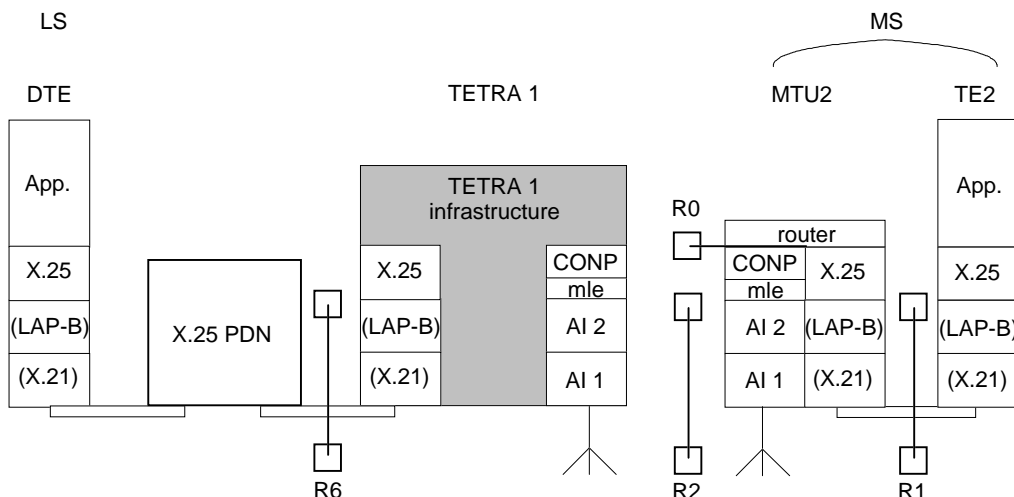 LS
MS
DTE
TETRA 1
MTU2
TE2
App.
TETRA 1
infrastructure
App.
R0
router
X.25
X.25
CONP
CONP
X.25
X.25
mle
mle
(LAP-B)
X.25 PDN
(LAP-B)
AI 2
AI 2
(LAP-B)
(LAP-B)
(X.21)
(X.21)
AI 1
AI 1
(X.21)
(X.21)
R6
R2
R1